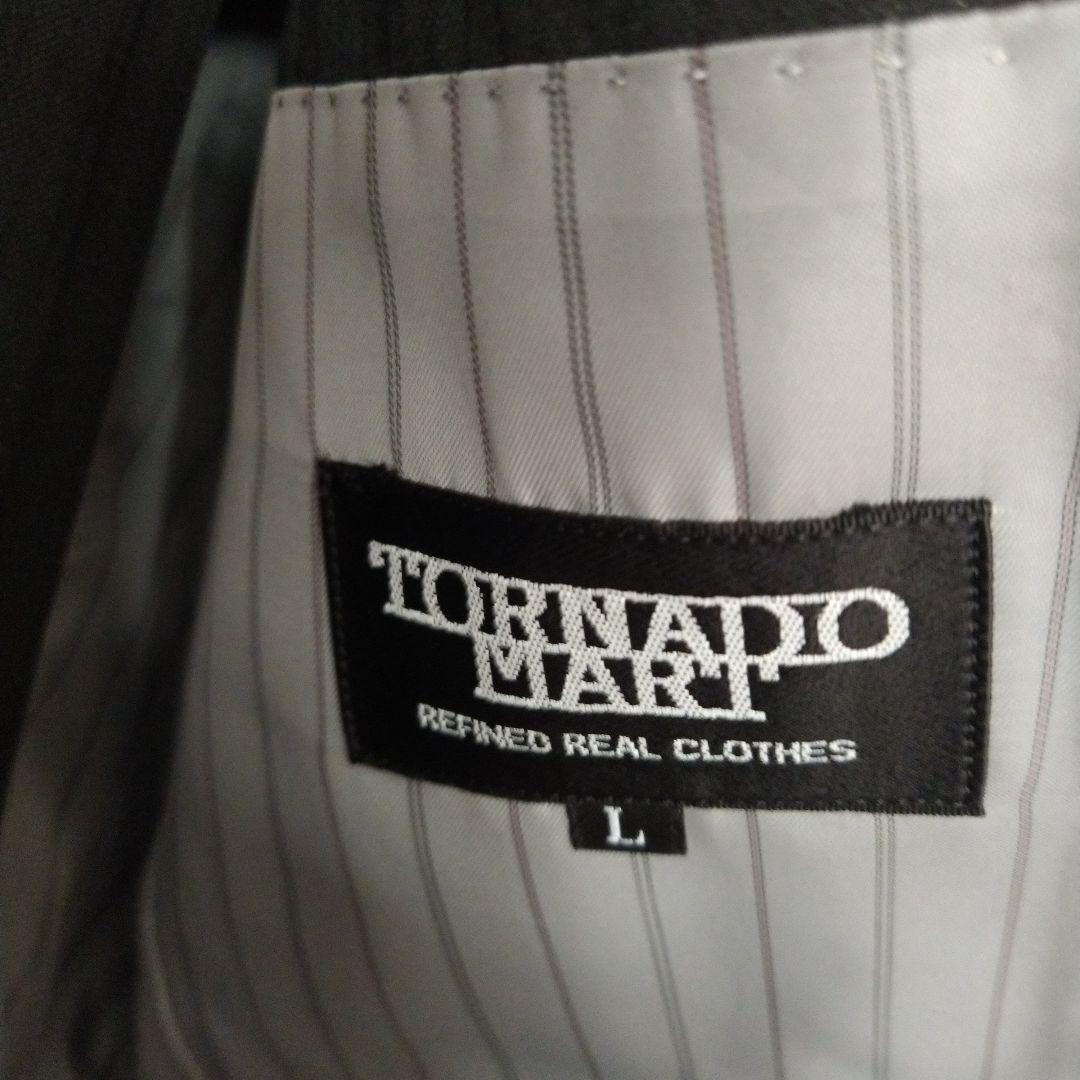 TORNADO
MART
REFINED REAL CLOTHES
L